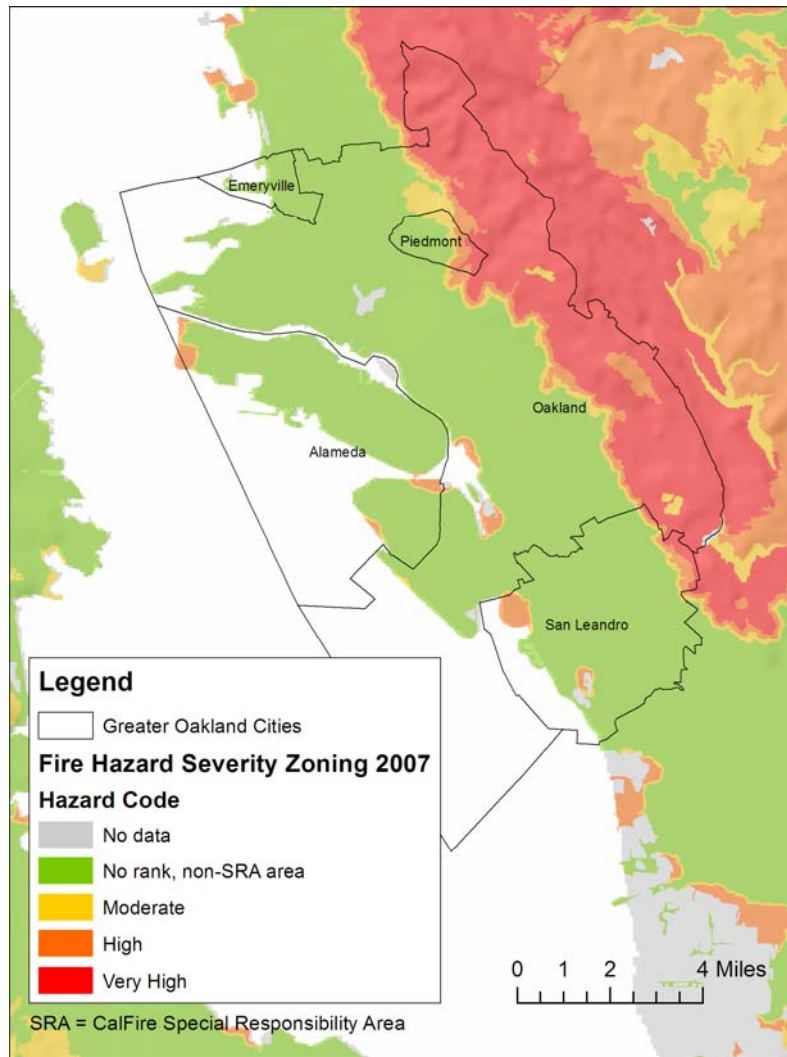 Emeryville
Piedmont
Oakland
Alameda
San Leandro
Legend
Greater Oakland Cities
Fire Hazard Severity Zoning 2007
Hazard Code
No data
No rank, non-SRA area
Moderate
High
Very High
0 1 2 4 Miles
SRA = CalFire Special Responsibility Area